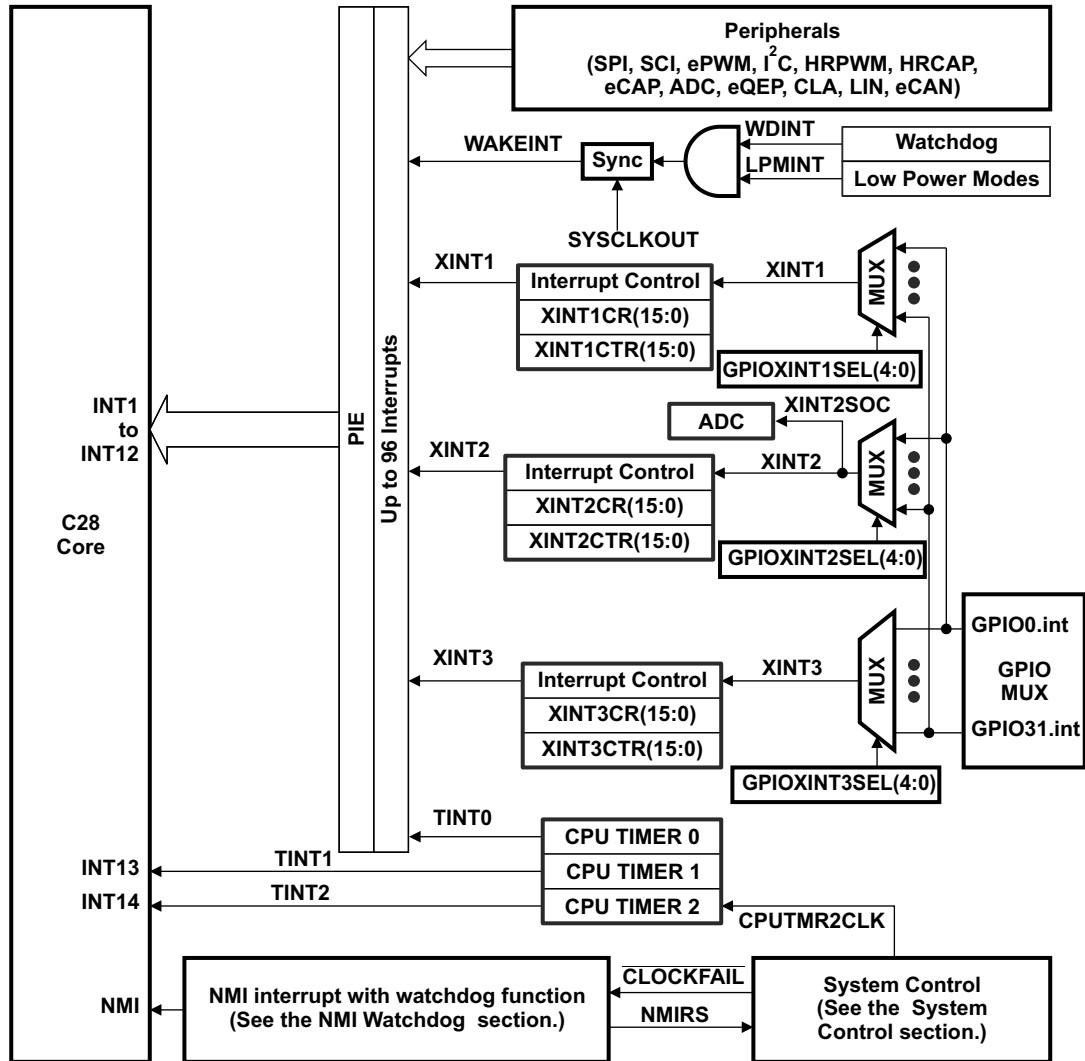 Peripherals
(SPI, SCI, ePWM, I2C, HRPWM, HRCAP,
eCAP, ADC, eQEP, CLA, LIN, eCAN)
WDINT
WAKEINT
Sync
Watchdog
LPMINT
Low Power Modes
SYSCLKOUT
XINT1
Interrupt Control
XINT1
MUX
XINT1CR(15:0)
XINT1CTR(15:0)
GPIOXINT1SEL(4:0)
INT1
to
INT12
PIE
Up to 96 Interrupts
ADC
XINT2SOC
XINT2
Interrupt Control
XINT2
MUX
XINT2CR(15:0)
XINT2CTR(15:0)
C28
Core
GPIOXINT2SEL(4:0)
GPIO0.int
XINT3
Interrupt Control
XINT3
MUX
GPIO
MUX
XINT3CR(15:0)
XINT3CTR(15:0)
GPIO31.int
GPIOXINT3SEL(4:0)
TINT0
CPU TIMER 0
INT13
TINT1
CPU TIMER 1
INT14
TINT2
CPU TIMER 2
CPUTMR2CLK
NMI
NMI interrupt with watchdog function
(See the NMI Watchdog section.)
CLOCKFAIL
NMIRS
System Control
(See the System
Control section.)